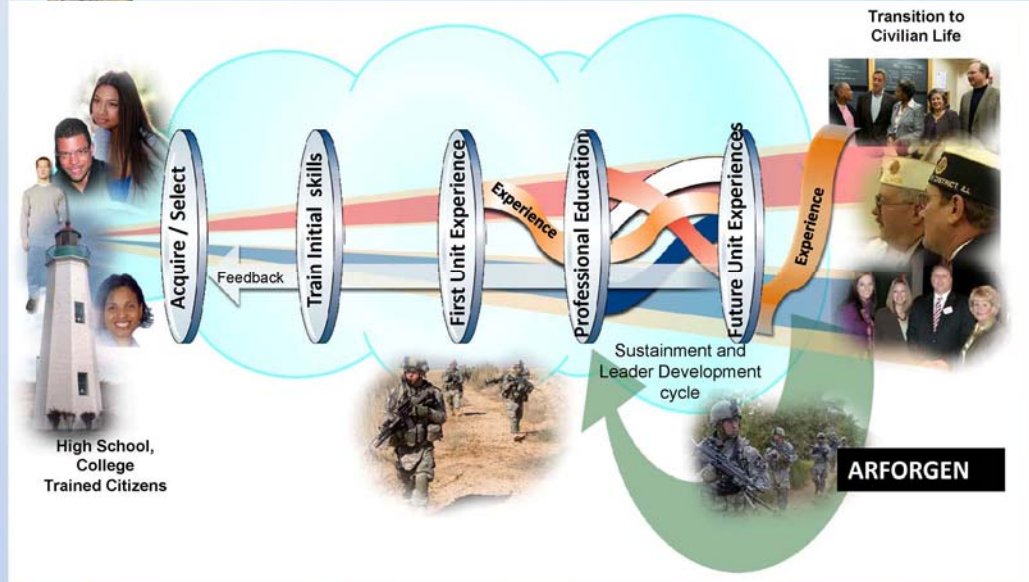 Transition to
Civilian Life
Acquire / Select
Train Initial skills
First Unit Experience
Experience
Professional Education
Future Unit Experiences
Experience
Feedback
Sustainment and
Leader Development
cycle
High School,
College
Trained Citizens
ARFORGEN